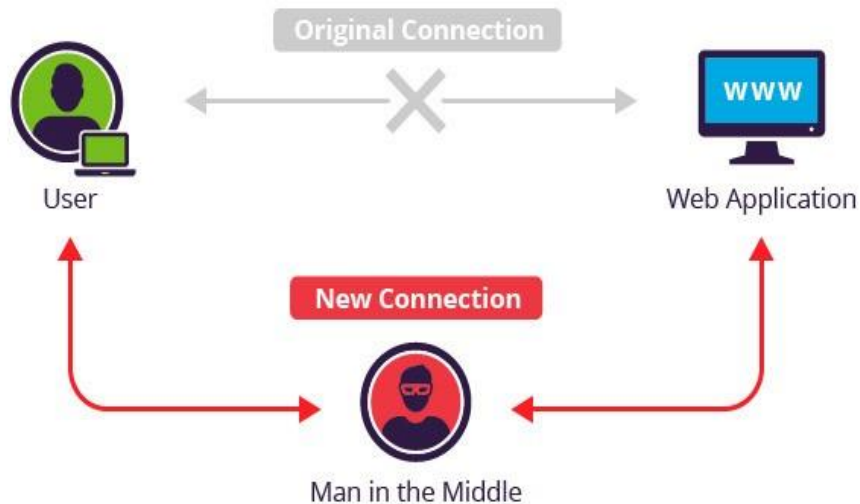 Original Connection
www
User
Web Application
New Connection
Man in the Middle